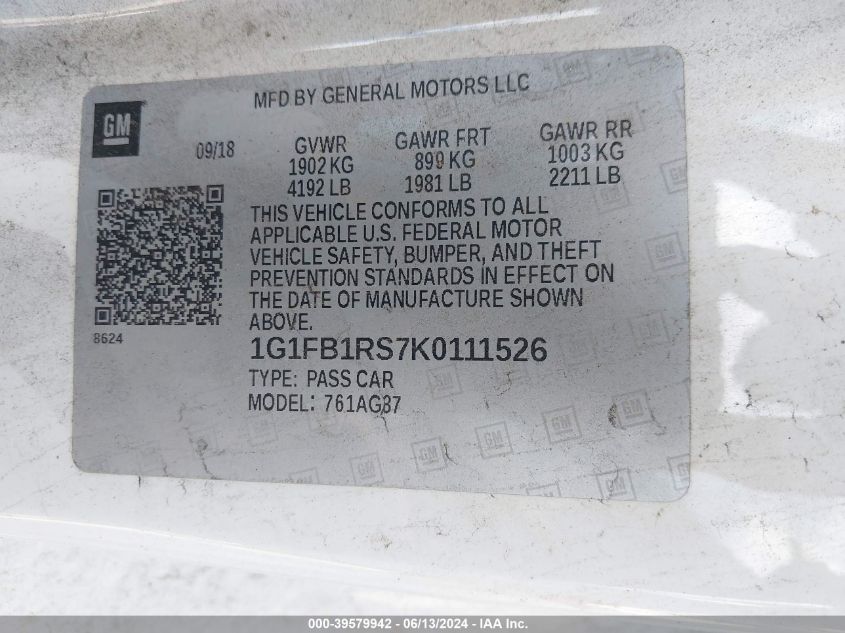 MFD BY GENERAL MOTORS LLC
GM
09/18
GVWR GAWR FRT GAWR RR
1902 KG 899 KG 1003 KG
4192 LB 1981 LB 2211 LB
THIS VEHICLE CONFORMS TO ALL
APPLICABLE U.S. FEDERAL MOTOR
VEHICLE SAFETY, BUMPER, AND THEFT
PREVENTION STANDARDS IN EFFECT ON
THE DATE OF MANUFACTURE SHOWN
ABOVE.
8624
1G1FB1RS7K0111526
TYPE: PASS CAR
MODEL: 761AG37
000-39579942 - 06/13/2024 - IAA Inc.